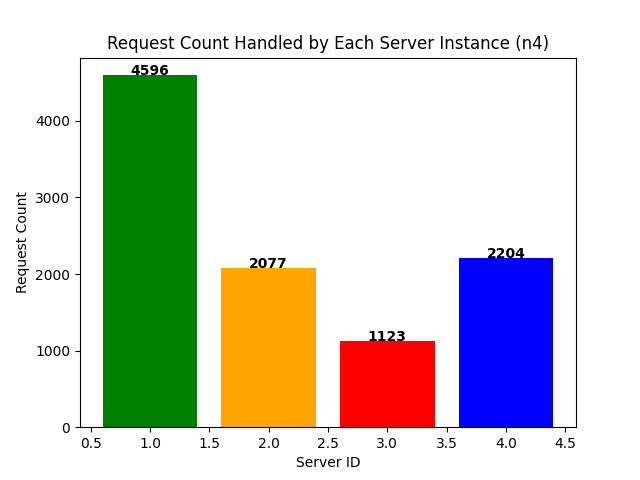 Request Count Handled by Each Server Instance (n4)
4596
4000
3000
2204
2077
2000
1123
1000
0
Request Count
0.5 1.0 1.5 2.0 2.5 3.0 3.5 4.0 4.5
Server ID